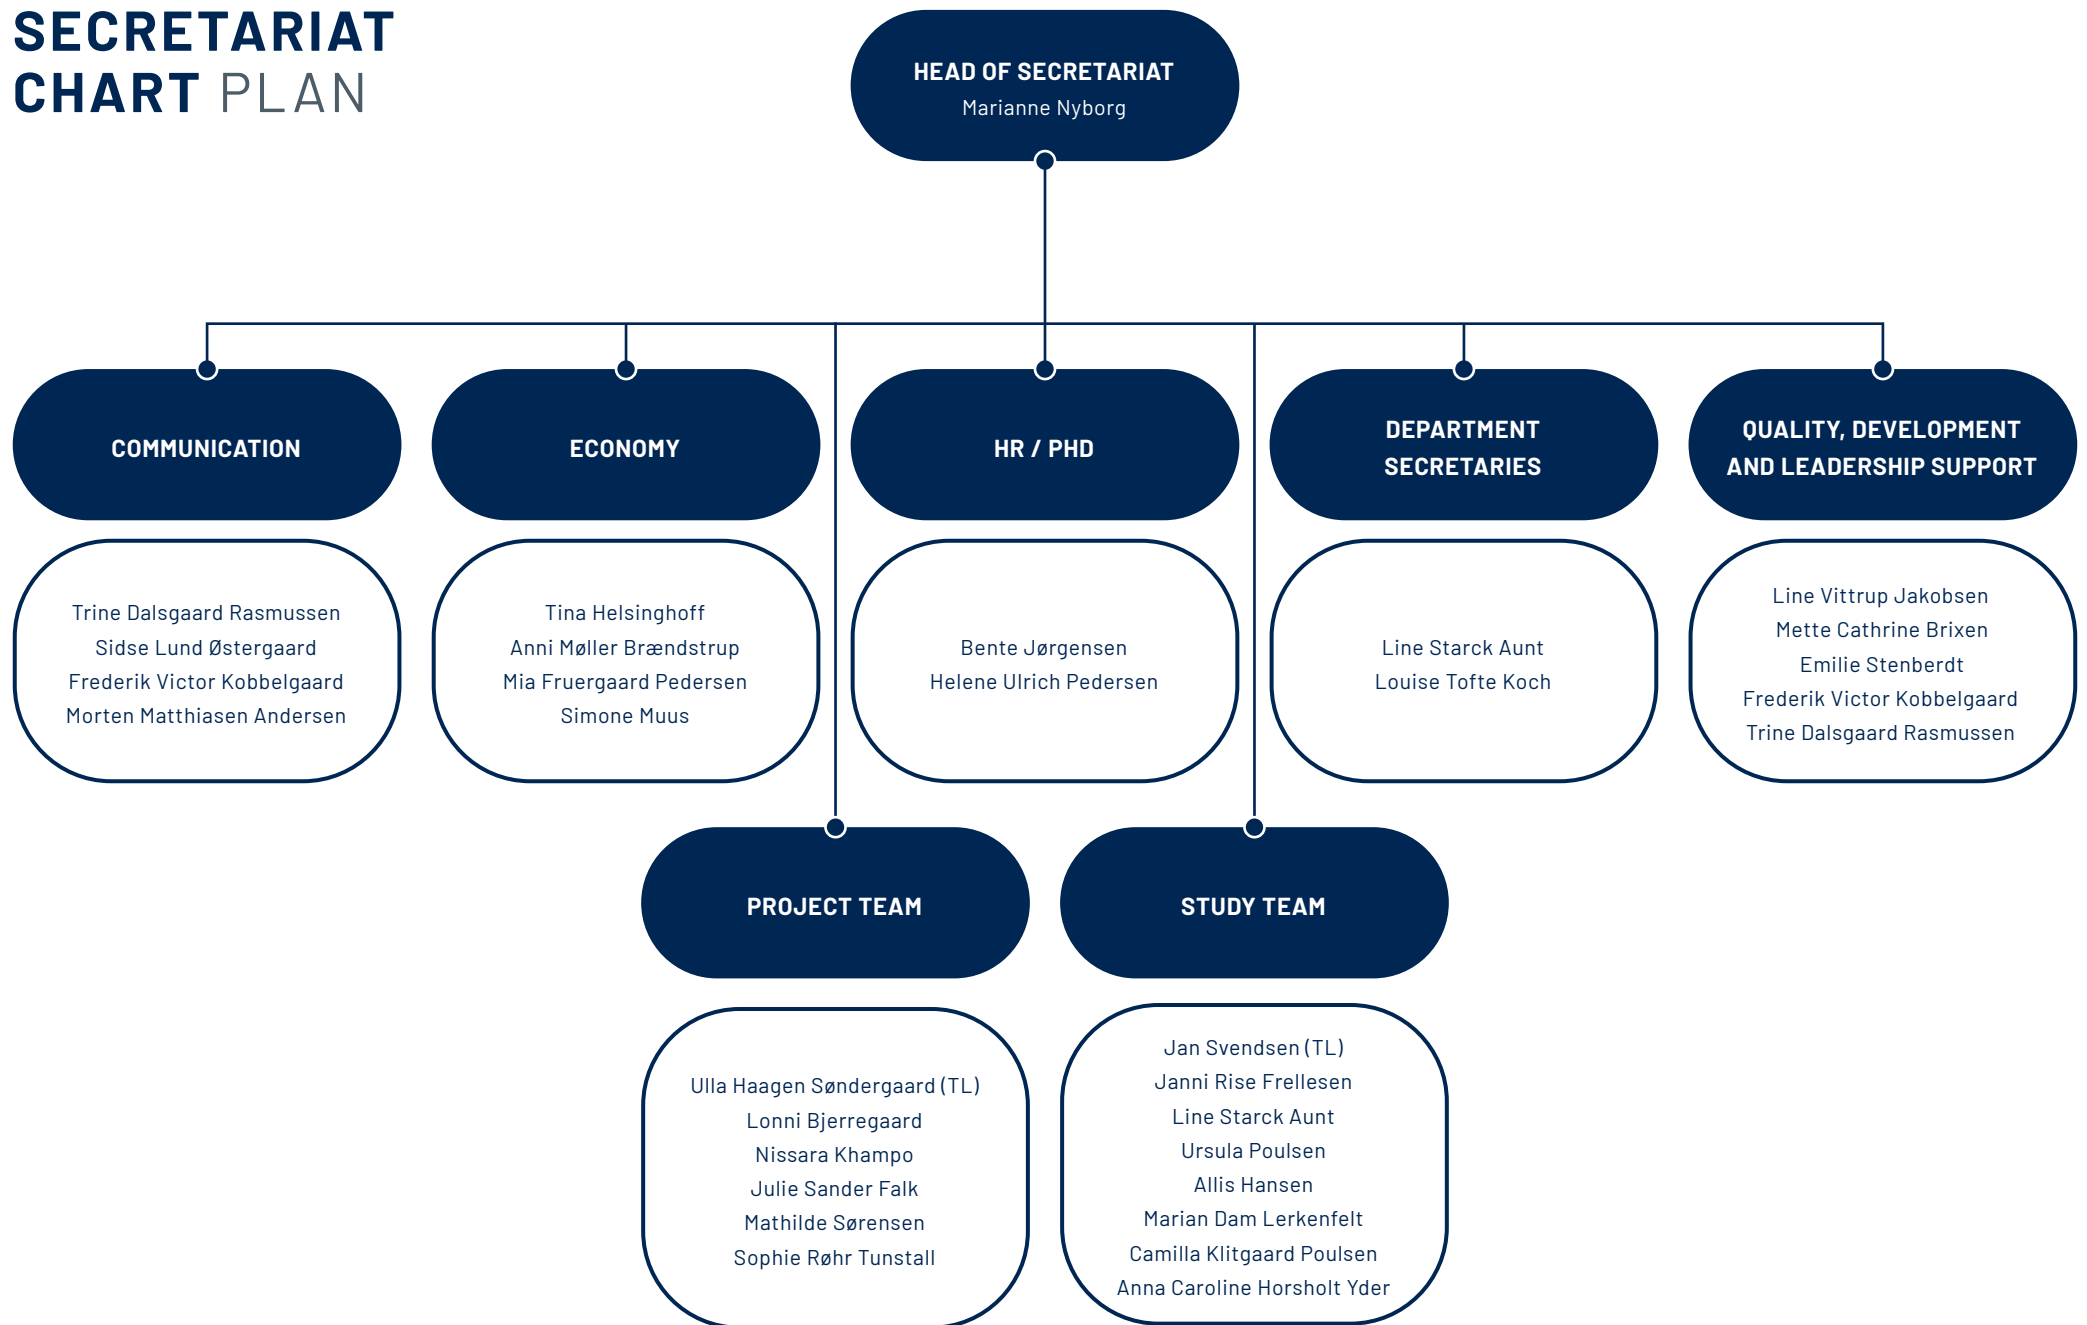 SECRETARIAT
CHART PLAN
HEAD OF SECRETARIAT
Marianne Nyborg
COMMUNICATION
Trine Dalsgaard Rasmussen
Sidse Lund Østergaard
Frederik Victor Kobbelgaard
Morten Matthiasen Andersen
ECONOMY
Tina Helsinghoff
Anni Møller Brændstrup
Mia Fruergaard Pedersen
Simone Muus
HR / PHD
Bente Jørgensen
Helene Ulrich Pedersen
DEPARTMENT
SECRETARIES
Line Starck Aunt
Louise Tofte Koch
QUALITY, DEVELOPMENT
AND LEADERSHIP SUPPORT
Line Vittrup Jakobsen
Mette Cathrine Brixen
Emilie Stenberdt
Frederik Victor Kobbelgaard
Trine Dalsgaard Rasmussen
PROJECT TEAM
Ulla Haagen Søndergaard (TL)
Lonni Bjerregaard
Nissara Khampo
Julie Sander Falk
Mathilde Sørensen
Sophie Røhr Tunstall
STUDY TEAM
Jan Svendsen (TL)
Janni Rise Frellesen
Line Starck Aunt
Ursula Poulsen
Allis Hansen
Marian Dam Lerkenfelt
Camilla Klitgaard Poulsen
Anna Caroline Horsholt Yder